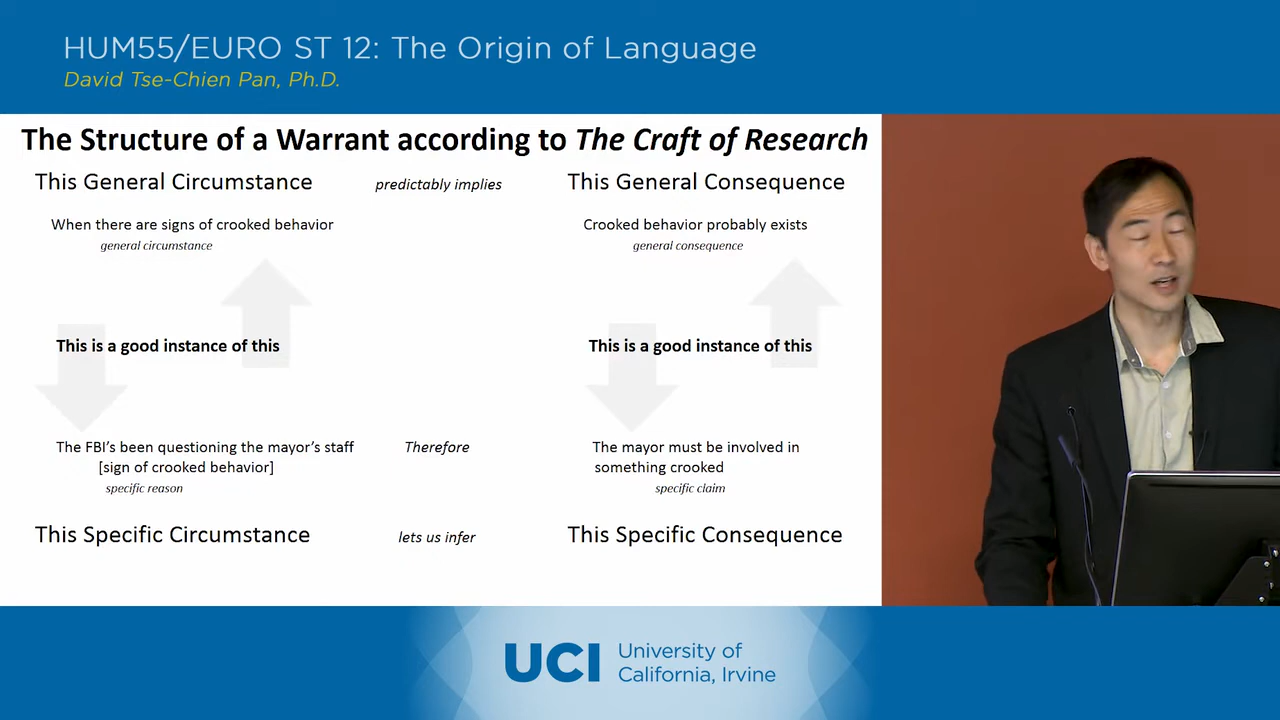 HUM55/EURO ST 12: The Origin of Language
David Tse-Chien Pan, Ph.D.
The Structure of a Warrant according to The Craft of Research
This General Circumstance predictably implies This General Consequence
When there are signs of crooked behavior Crooked behavior probably exists
general circumstance general consequence
This is a good instance of this This is a good instance of this
The FBI's been questioning the mayor's staff Therefore The mayor must be involved in
[sign of crooked behavior] something crooked
specific reason specific claim
This Specific Circumstance lets us infer This Specific Consequence
UCI University of
California, Irvine